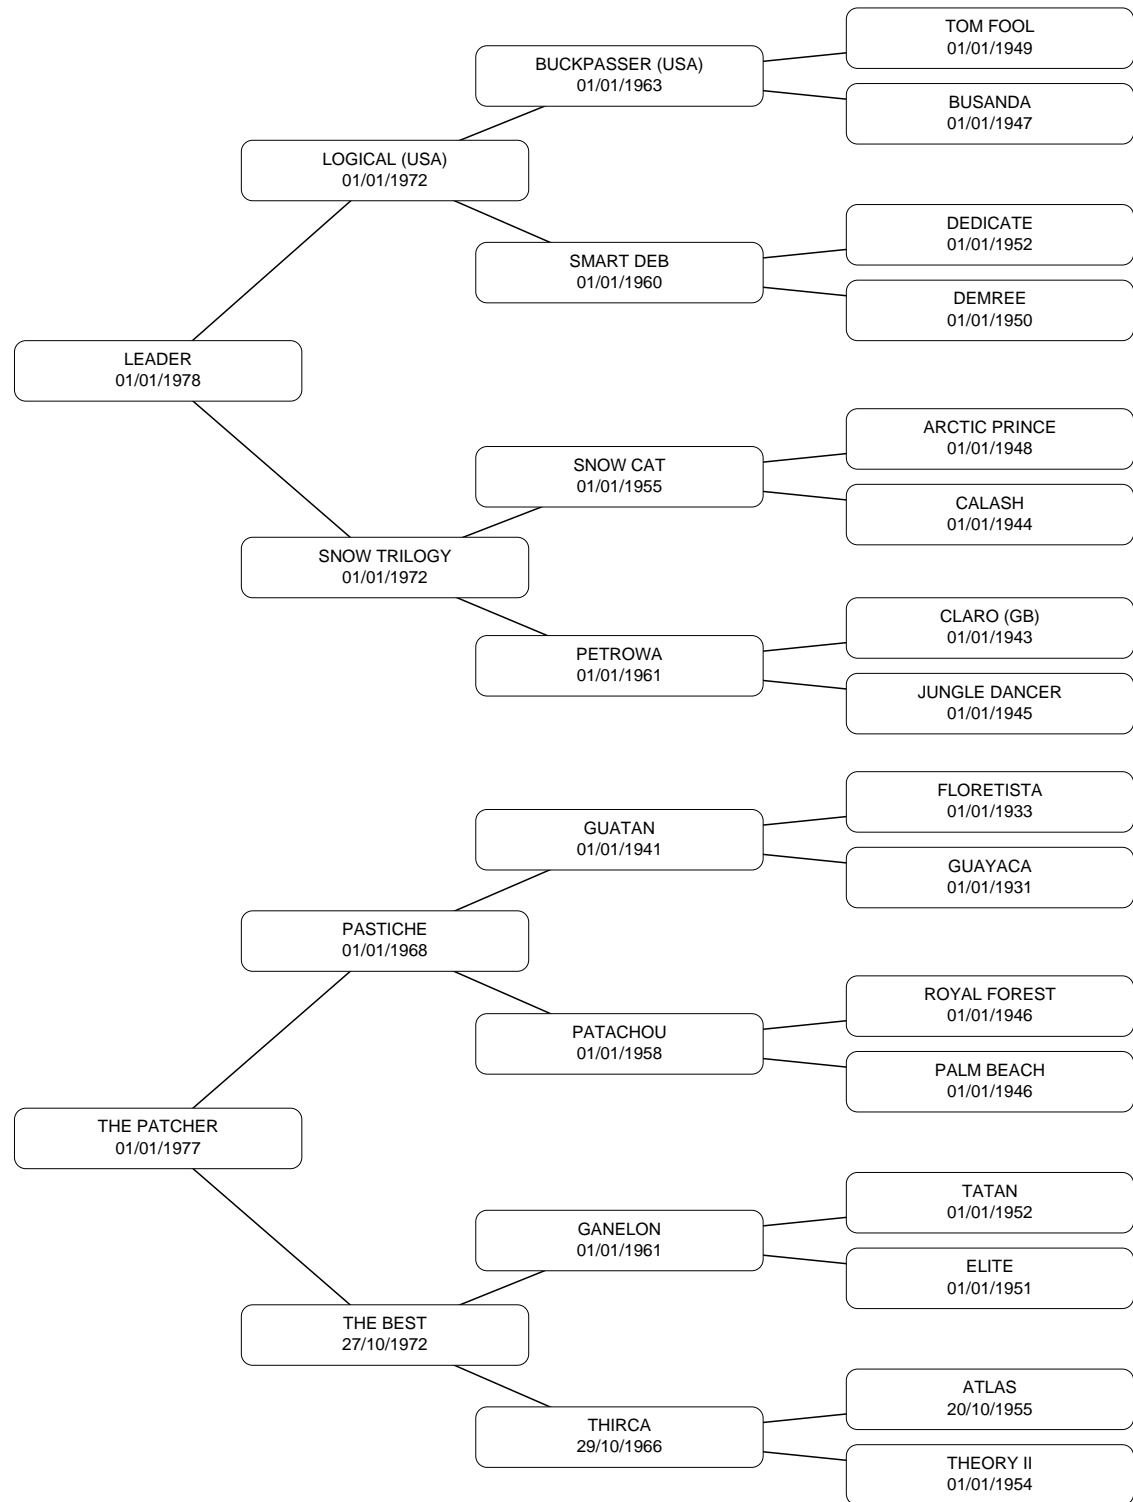 TOM FOOL
01/01/1949
BUCKPASSER (USA)
01/01/1963
BUSANDA
01/01/1947
LOGICAL (USA)
01/01/1972
DEDICATE
01/01/1952
SMART DEB
01/01/1960
DEMREE
01/01/1950
LEADER
01/01/1978
ARCTIC PRINCE
01/01/1948
SNOW CAT
01/01/1955
CALASH
01/01/1944
SNOW TRILOGY
01/01/1972
CLARO (GB)
01/01/1943
PETROWA
01/01/1961
JUNGLE DANCER
01/01/1945
FLORETISTA
01/01/1933
GUATAN
01/01/1941
GUAYACA
01/01/1931
PASTICHE
01/01/1968
ROYAL FOREST
01/01/1946
PATACHOU
01/01/1958
PALM BEACH
01/01/1946
THE PATCHER
01/01/1977
TATAN
01/01/1952
GANELON
01/01/1961
ELITE
01/01/1951
THE BEST
27/10/1972
ATLAS
20/10/1955
THIRCA
29/10/1966
THEORY II
01/01/1954